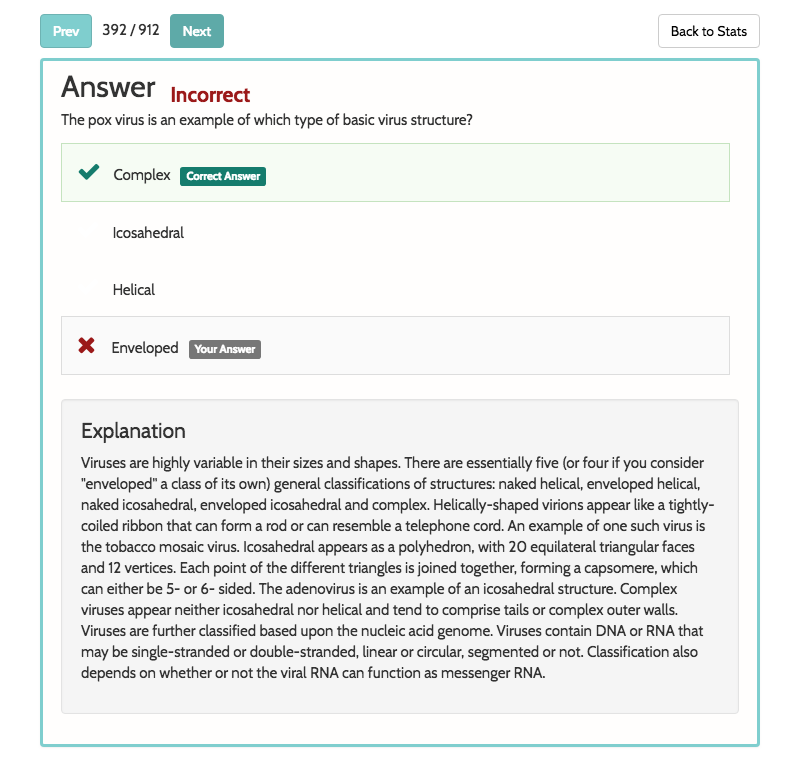 Prev 392 / 912 Next Back to Stats
Answer Incorrect
The pox virus is an example of which type of basic virus structure?
Complex Correct Answer
Icosahedral
Helical
Enveloped Your Answer
Explanation
Viruses are highly variable in their sizes and shapes. There are essentially five (or four if you consider
"enveloped" a class of its own) general classifications of structures: naked helical, enveloped helical,
naked icosahedral, enveloped icosahedral and complex. Helically-shaped virions appear like a tightly-
coiled ribbon that can form a rod or can resemble a telephone cord. An example of one such virus is
the tobacco mosaic virus. Icosahedral appears as a polyhedron, with 20 equilateral triangular faces
and 12 vertices. Each point of the different triangles is joined together, forming a capsomere, which
can either be 5- or 6- sided. The adenovirus is an example of an icosahedral structure. Complex
viruses appear neither icosahedral nor helical and tend to comprise tails or complex outer walls.
Viruses are further classified based upon the nucleic acid genome. Viruses contain DNA or RNA that
may be single-stranded or double-stranded, linear or circular, segmented or not. Classification also
depends on whether or not the viral RNA can function as messenger RNA.